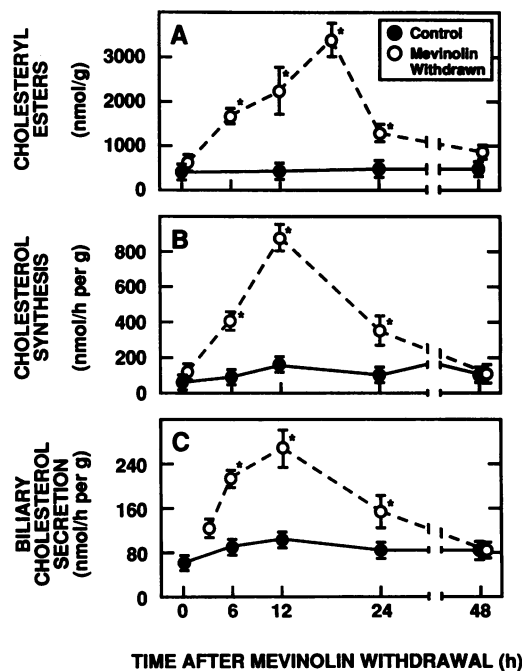 A
Control
Mevinolin
Withdrawn
CHOLESTERYL
ESTERS
(nmol/g)
3000
2000
1000
0
*
*
*
*
B
CHOLESTEROL
SYNTHESIS
(nmol/h per g)
800
600
400
200
0
*
*
*
C
BILIARY
CHOLESTEROL
SECRETION
(nmol/h per g)
240
160
80
0
*
*
*
0 6 12 24 48
TIME AFTER MEVINOLIN WITHDRAWAL (h)